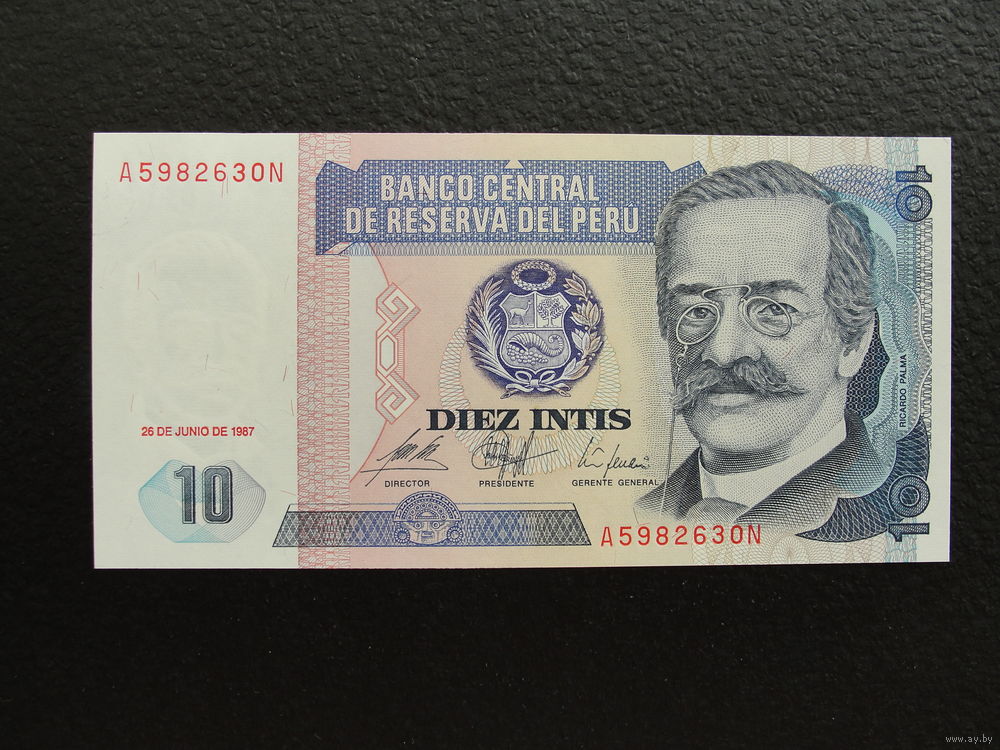 A5982630N
BANCO CENTRAL
DE RESERVA DEL PERU
10
RICARDO PALMA
DIEZ INTIS
26 DE JUNIO DE 1987
10
DIRECTOR
PRESIDENTE
GERENTE GENERAL
A5982630N
10
www.ay.by